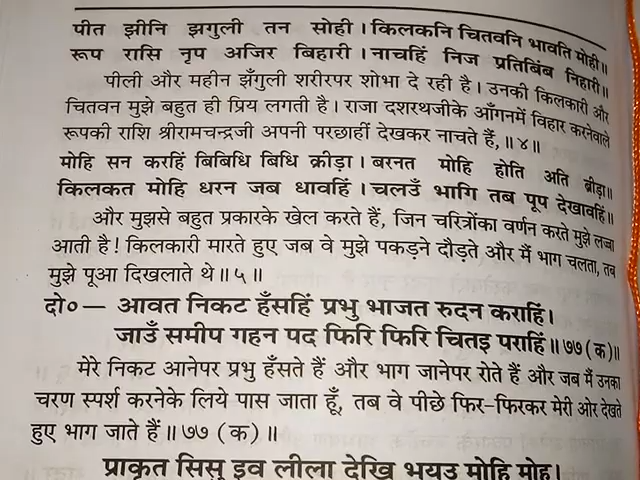 पीत झीनि झगुली तन सोही। किलकनि चितवनि भावति मोही॥
रूप रासि नृप अजिर बिहारी। नाचहिं निज प्रतिबिंब निहारी॥
पीली और महीन झँगुली शरीरपर शोभा दे रही है। उनकी किलकारी और
चितवन मुझे बहुत ही प्रिय लगती है। राजा दशरथजीके आँगनमें विहार करनेवाले
रूपकी राशि श्रीरामचन्द्रजी अपनी परछाहीं देखकर नाचते हैं,॥४॥
मोहि सन करहिं बिबिधि बिधि क्रीड़ा। बरनत मोहि होति अति ब्रीड़ा॥
किलकत मोहि धरन जब धावहिं। चलउँ भागि तब पूप देखावहिं॥
और मुझसे बहुत प्रकारके खेल करते हैं, जिन चरित्रोंका वर्णन करते मुझे लज्जा
आती है! किलकारी मारते हुए जब वे मुझे पकड़ने दौड़ते और मैं भाग चलता, तब
मुझे पूआ दिखलाते थे॥५॥
दो०— आवत निकट हँसहिं प्रभु भाजत रुदन कराहिं।
जाउँ समीप गहन पद फिरि फिरि चितइ पराहिं॥७७(क)॥
मेरे निकट आनेपर प्रभु हँसते हैं और भाग जानेपर रोते हैं और जब मैं उनका
चरण स्पर्श करनेके लिये पास जाता हूँ, तब वे पीछे फिर-फिरकर मेरी ओर देखते
हुए भाग जाते हैं॥७७(क)॥
प्राकृत सिसु इव लीला देखि भयउ मोहि मोह।